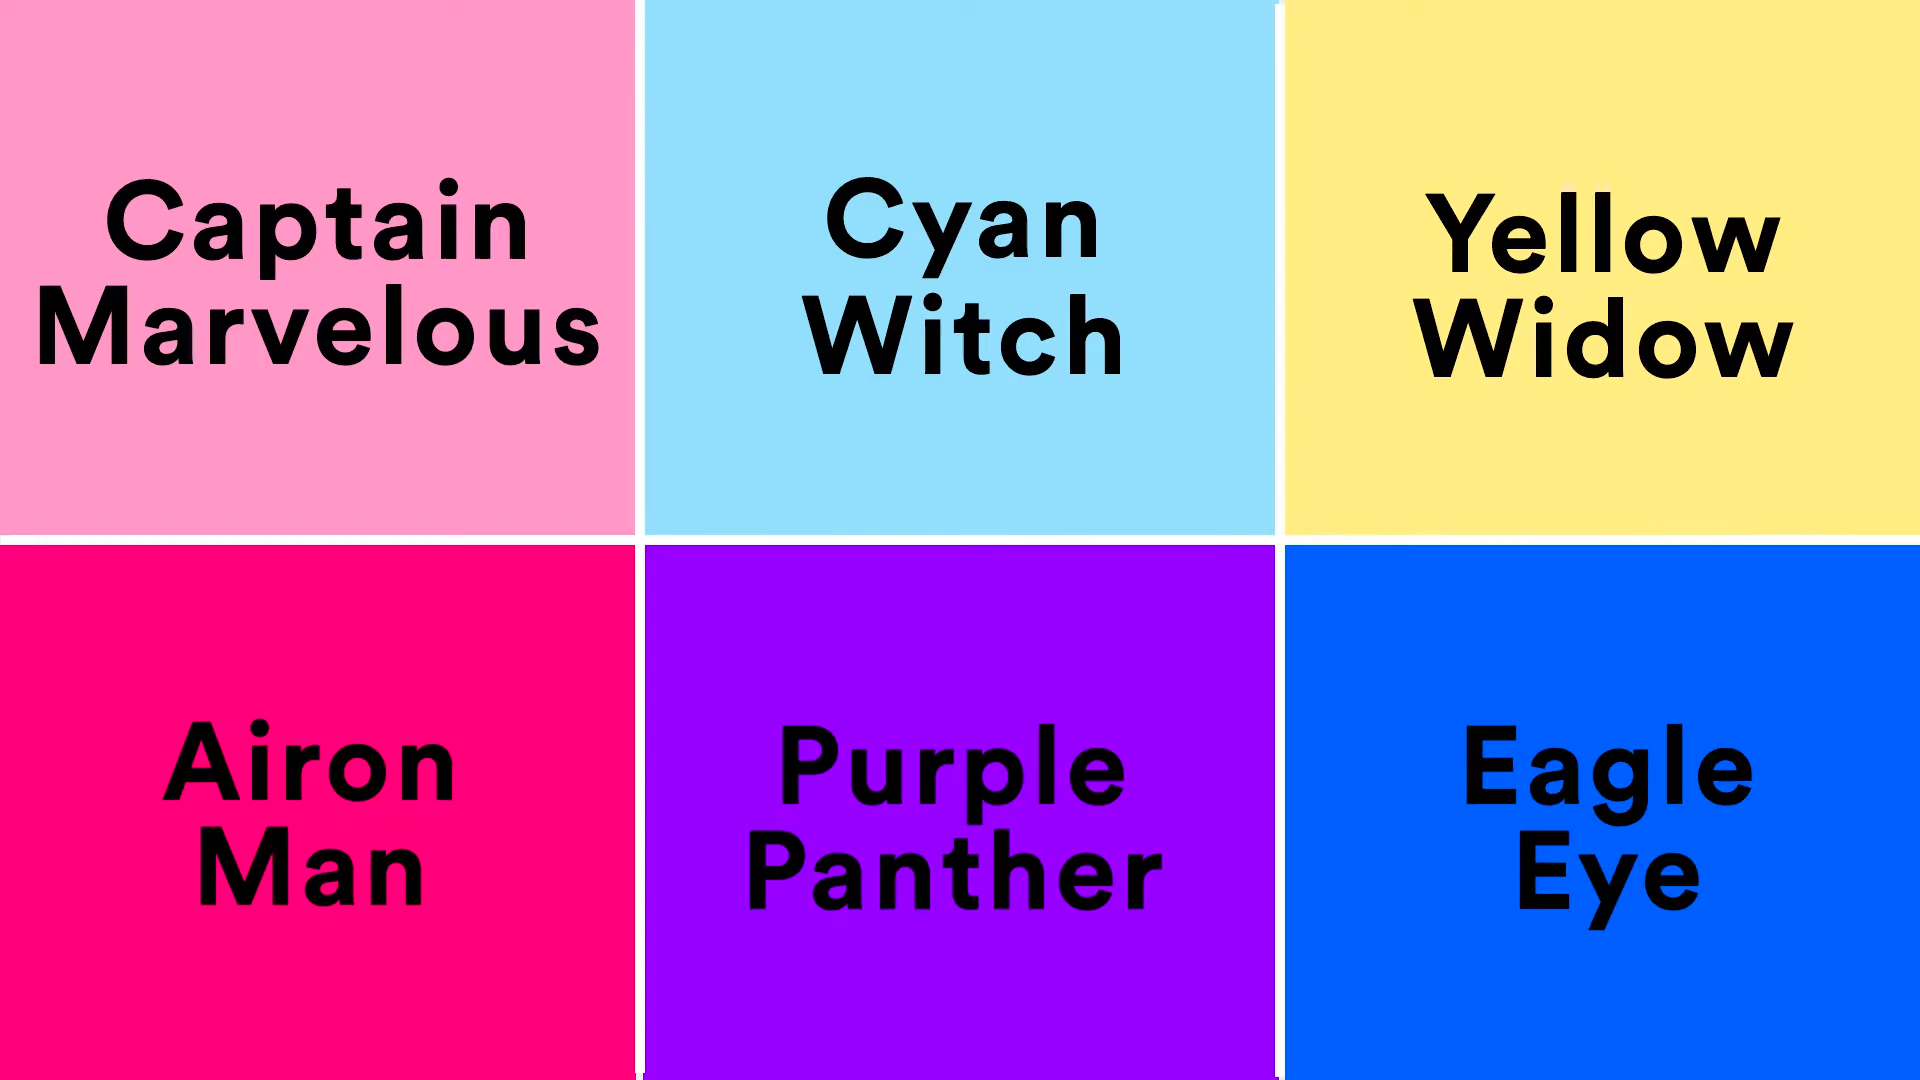 Captain
Marvelous
Cyan
Witch
Yellow
Widow
Airon
Man
Purple
Panther
Eagle
Eye